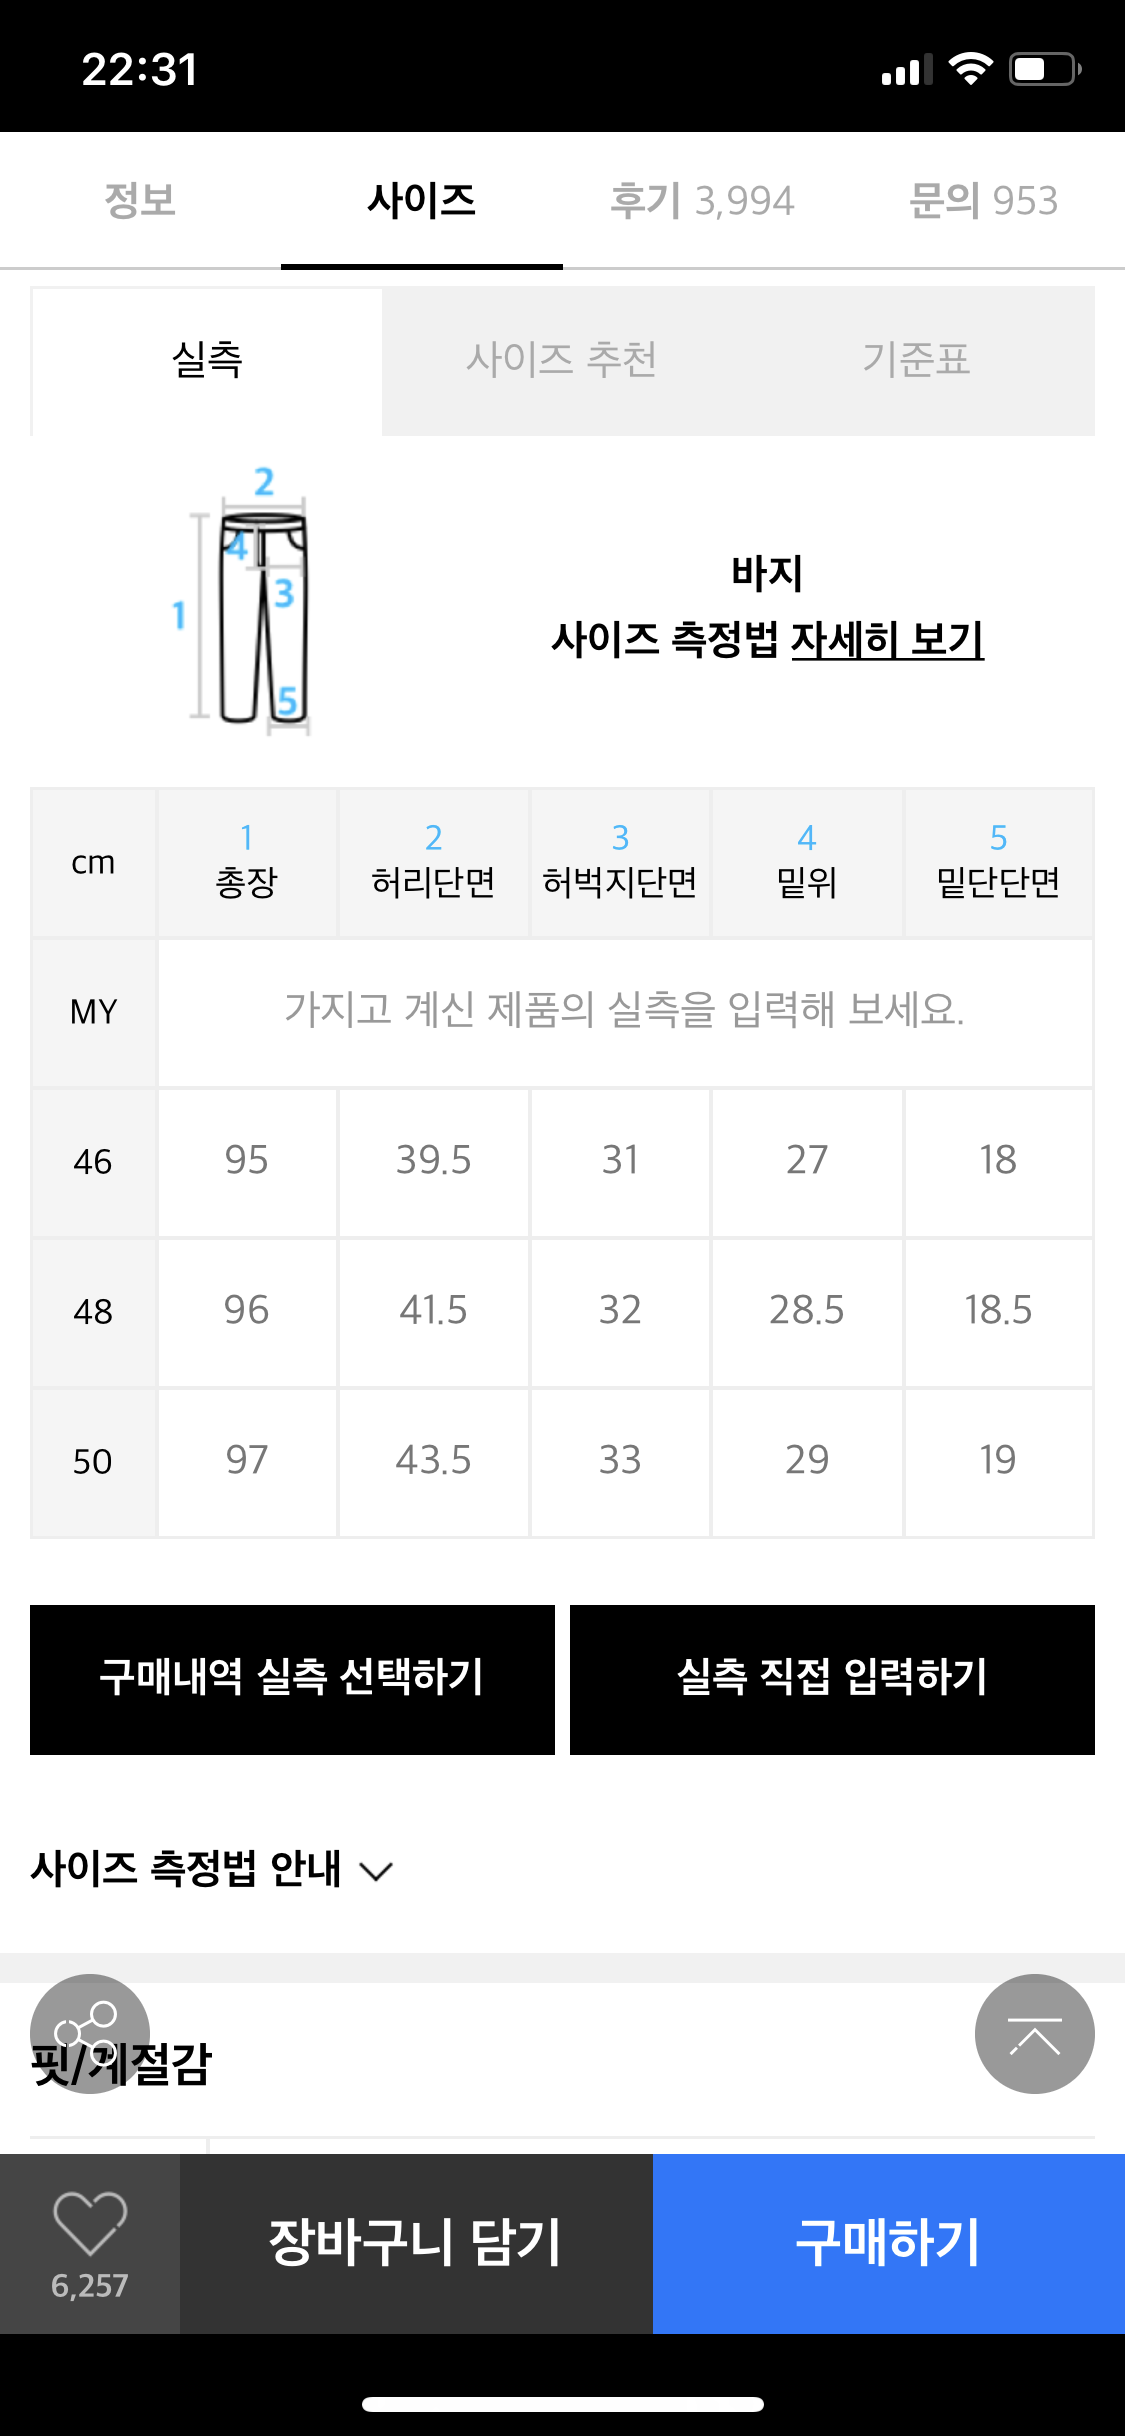 22:31
정보 사이즈 후기 3,994 문의 953
실측 사이즈 추천 기준표
2
4
3
1
5
바지
사이즈 측정법 자세히 보기
cm 1 총장 2 허리단면 3 허벅지단면 4 밑위 5 밑단단면
MY 가지고 계신 제품의 실측을 입력해 보세요.
46 95 39.5 31 27 18
48 96 41.5 32 28.5 18.5
50 97 43.5 33 29 19
구매내역 실측 선택하기 실측 직접 입력하기
사이즈 측정법 안내
핏/계절감
6,257 장바구니 담기 구매하기